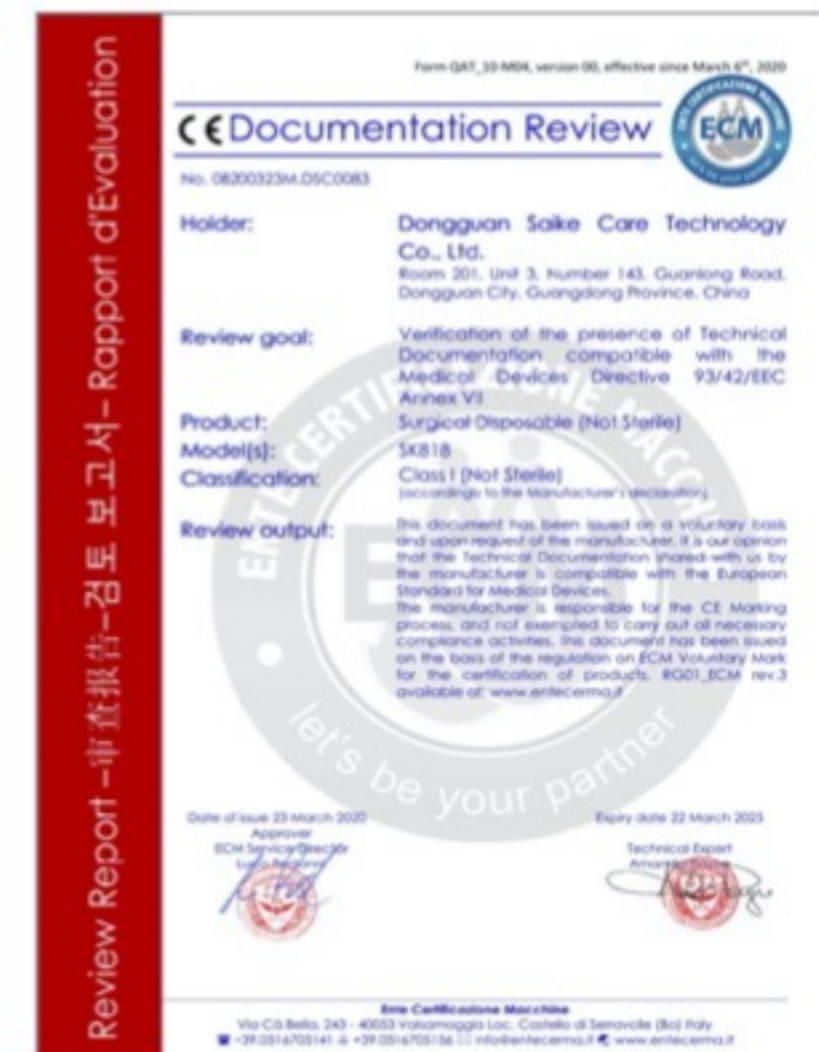 Form QAT_10-M04, version 00, effective since March 6th, 2020
CE Documentation Review
ECM
No. 08200323M.DSC0083
Holder: Dongguan Saike Care Technology
Co., Ltd.
Room 201, Unit 3, Number 143, Guanlong Road,
Dongguan City, Guangdong Province, China
Review goal: Verification of the presence of Technical
Documentation compatible with the
Medical Devices Directive 93/42/EEC
Annex VII
Product: Surgical Disposable (Not Sterile)
Model(s): SK818
Classification: Class I (Not Sterile)
(accordingly to the Manufacturer's declaration)
Review output: This document has been issued on a voluntary basis
and upon request of the manufacturer. It is our opinion
that the Technical Documentation shared with us by
the manufacturer is compatible with the European
Standard for Medical Devices.
The manufacturer is responsible for the CE Marking
process, and not exempted to carry out all necessary
compliance activities. This document has been issued
on the basis of the regulation on ECM Voluntary Mark
for the certification of products. RG01_ECM rev.3
available at: www.entecerma.it
let's be your partner
Date of issue 23 March 2020
Approver
ECM Service Director
Expiry date 22 March 2025
Technical Expert
Ente Certificazione Macchine
Via Cà Bella, 243 - 40053 Valsamoggia Loc. Castello di Serravalle (Bo) Italy
+39.0516705141 +39.0516705156 info@entecerma.it www.entecerma.it
Review Report -审查报告-검토 보고서- Rapport d'Evaluation